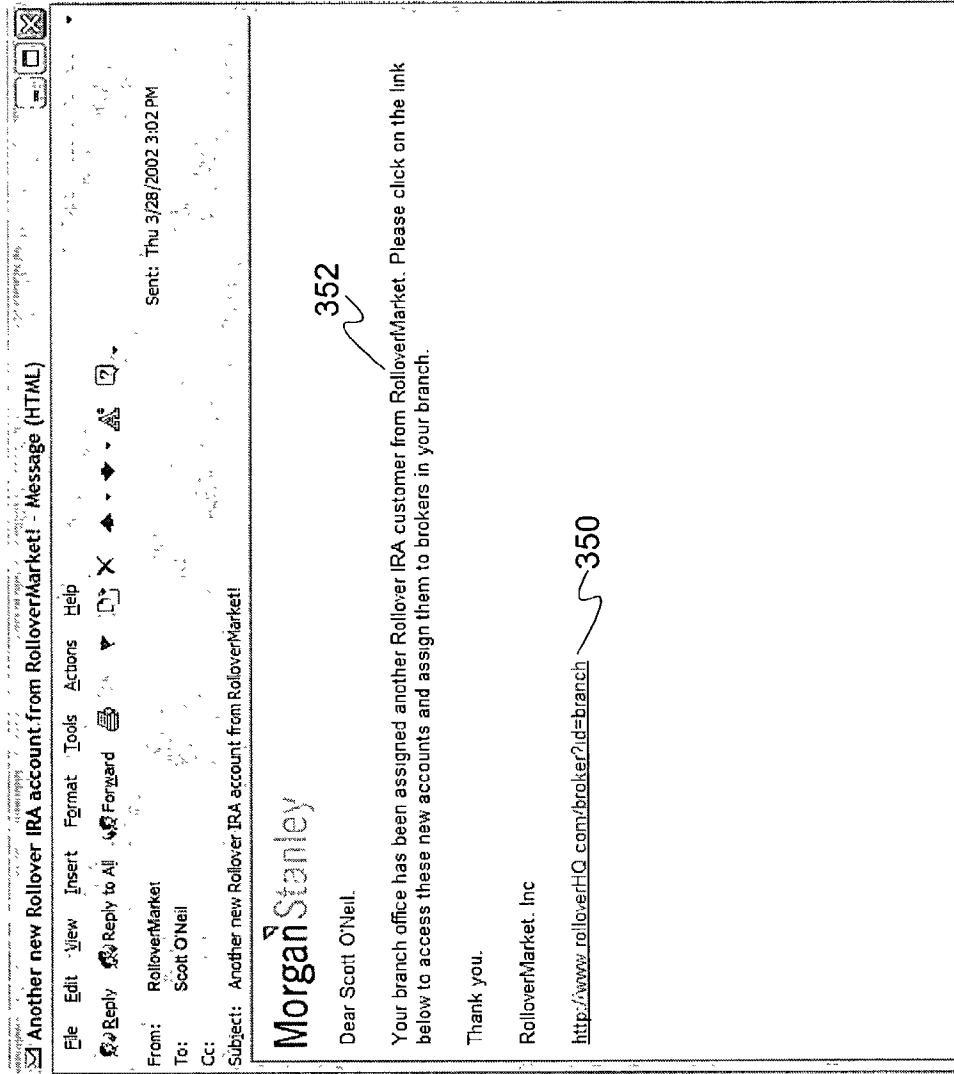 Another new Rollover IRA account from RolloverMarket! - Message (HTML)
File Edit View Insert Format Tools Actions Help
Reply Reply to All Forward
From: RolloverMarket
Sent: Thu 3/28/2002 3:02 PM
To: Scott O'Neil
Cc:
Subject: Another new Rollover IRA account from RolloverMarket!
MorganStanley
Dear Scott O'Neil.
352
Your branch office has been assigned another Rollover IRA customer from RolloverMarket. Please click on the link
below to access these new accounts and assign them to brokers in your branch.
Thank you.
RolloverMarket. Inc
http://www.rolloverHQ.com/broker?id=branch
350